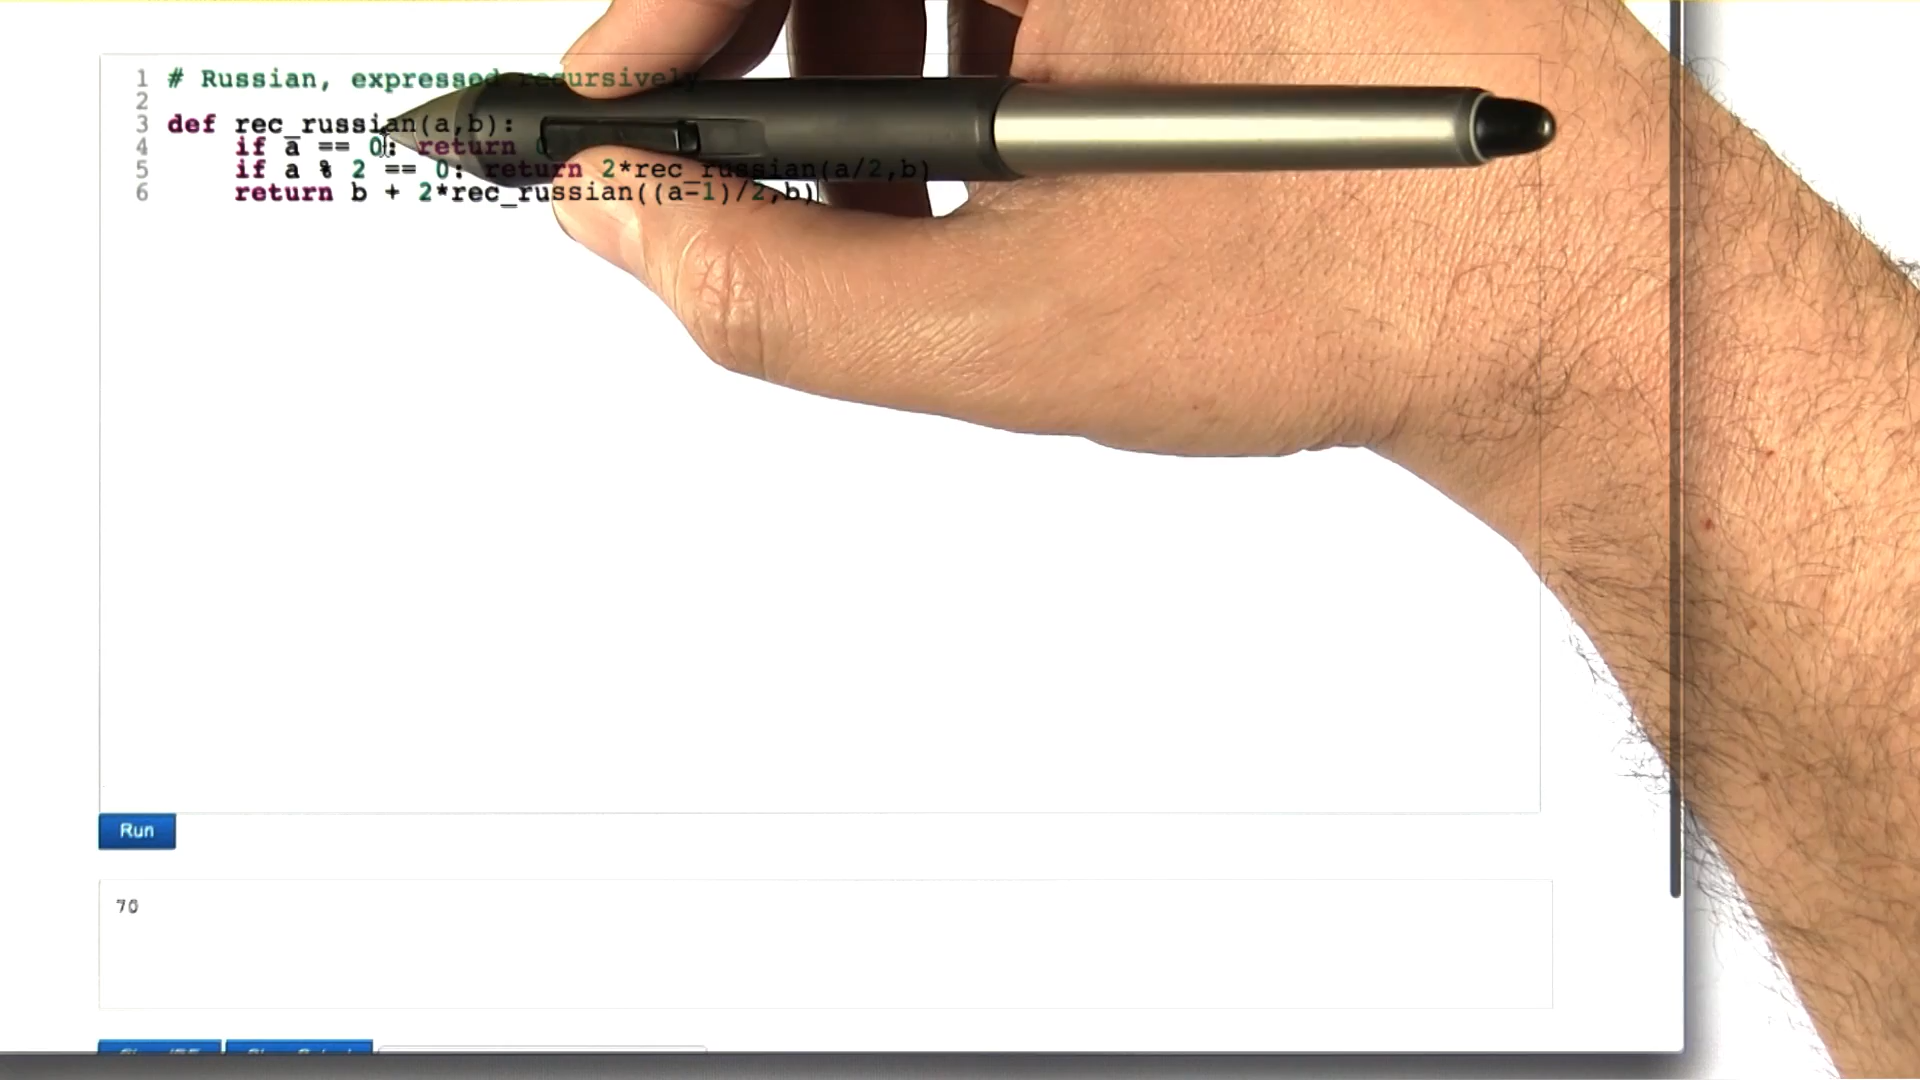 1 # Russian, expressed recursively
2
3 def rec_russian(a,b):
4 if a == 0: return 0
5 if a % 2 == 0: return 2*rec_russian(a/2,b)
6 return b + 2*rec_russian((a-1)/2,b)
Run
70